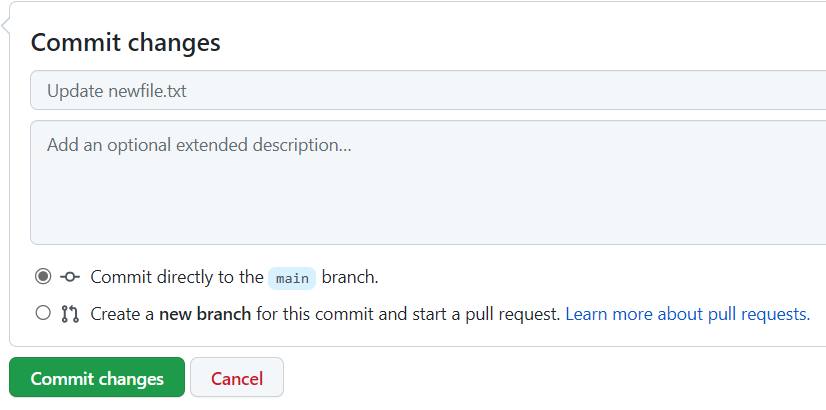 Commit changes
Update newfile.txt
Add an optional extended description...
Commit directly to the main branch.
Create a new branch for this commit and start a pull request. Learn more about pull requests.
Commit changes Cancel